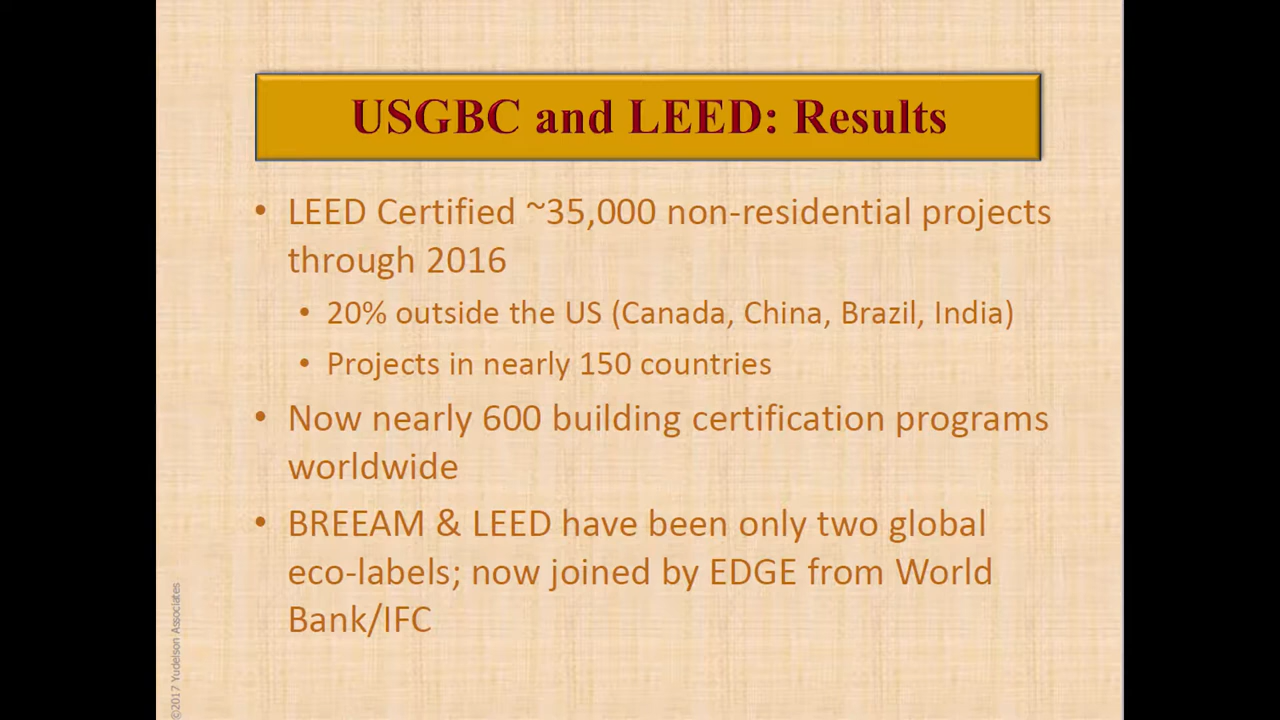 USGBC and LEED: Results
• LEED Certified ~35,000 non-residential projects
through 2016
• 20% outside the US (Canada, China, Brazil, India)
• Projects in nearly 150 countries
• Now nearly 600 building certification programs
worldwide
• BREEAM & LEED have been only two global
eco-labels; now joined by EDGE from World
Bank/IFC
©2017 Yudelson Associates